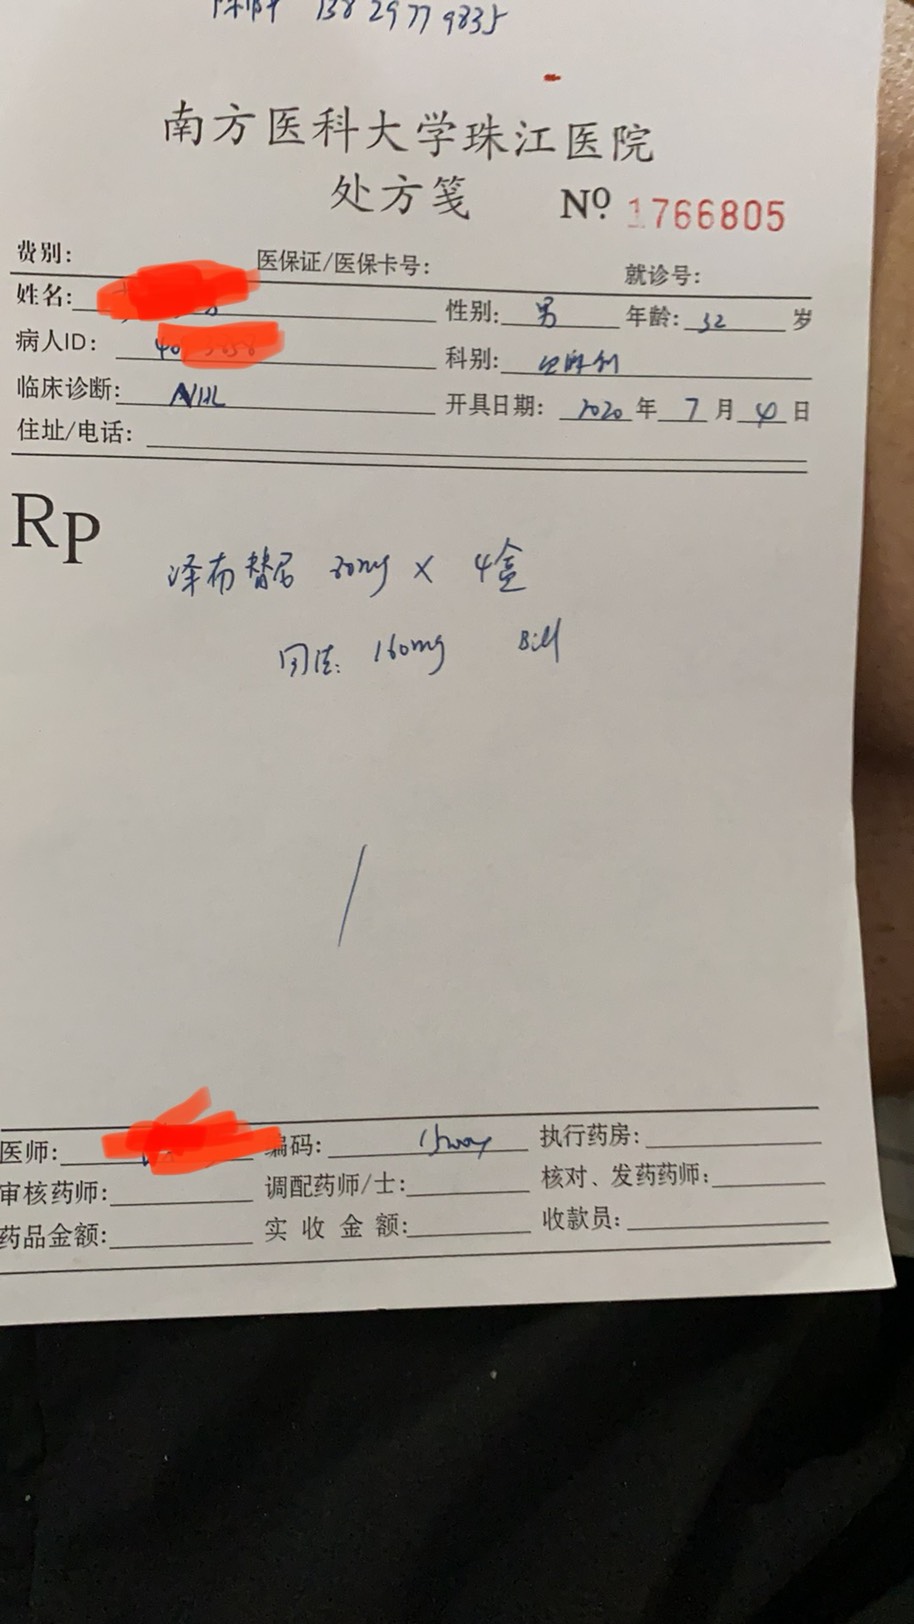 13829779835
南方医科大学珠江医院
处方笺 Nº. 1766805
费别: 医保证/医保卡号: 就诊号:
姓名: 性别: 男 年龄: 32 岁
病人ID: 科别:
临床诊断: NHL 开具日期: 2020 年 7 月 4 日
住址/电话:
Rp
泽布替尼 80mg × 4盒
用法: 160mg Bid
医师: 编码: 执行药房:
审核药师: 调配药师/士: 核对、发药药师:
药品金额: 实收金额: 收款员: